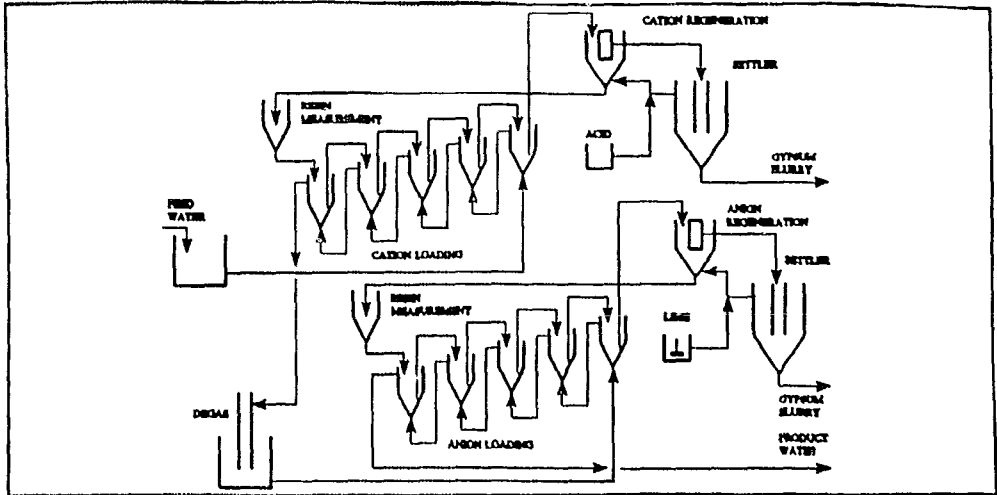 CATION REGENERATION
SETTLER
RESIN
MEASUREMENT
ACID
GYPSUM
SLURRY
FEED
WATER
ANION
REGENERATION
CATION LOADING
SETTLER
RESIN
MEASUREMENT
LIME
DEGAS
GYPSUM
SLURRY
ANION LOADING
PRODUCT
WATER